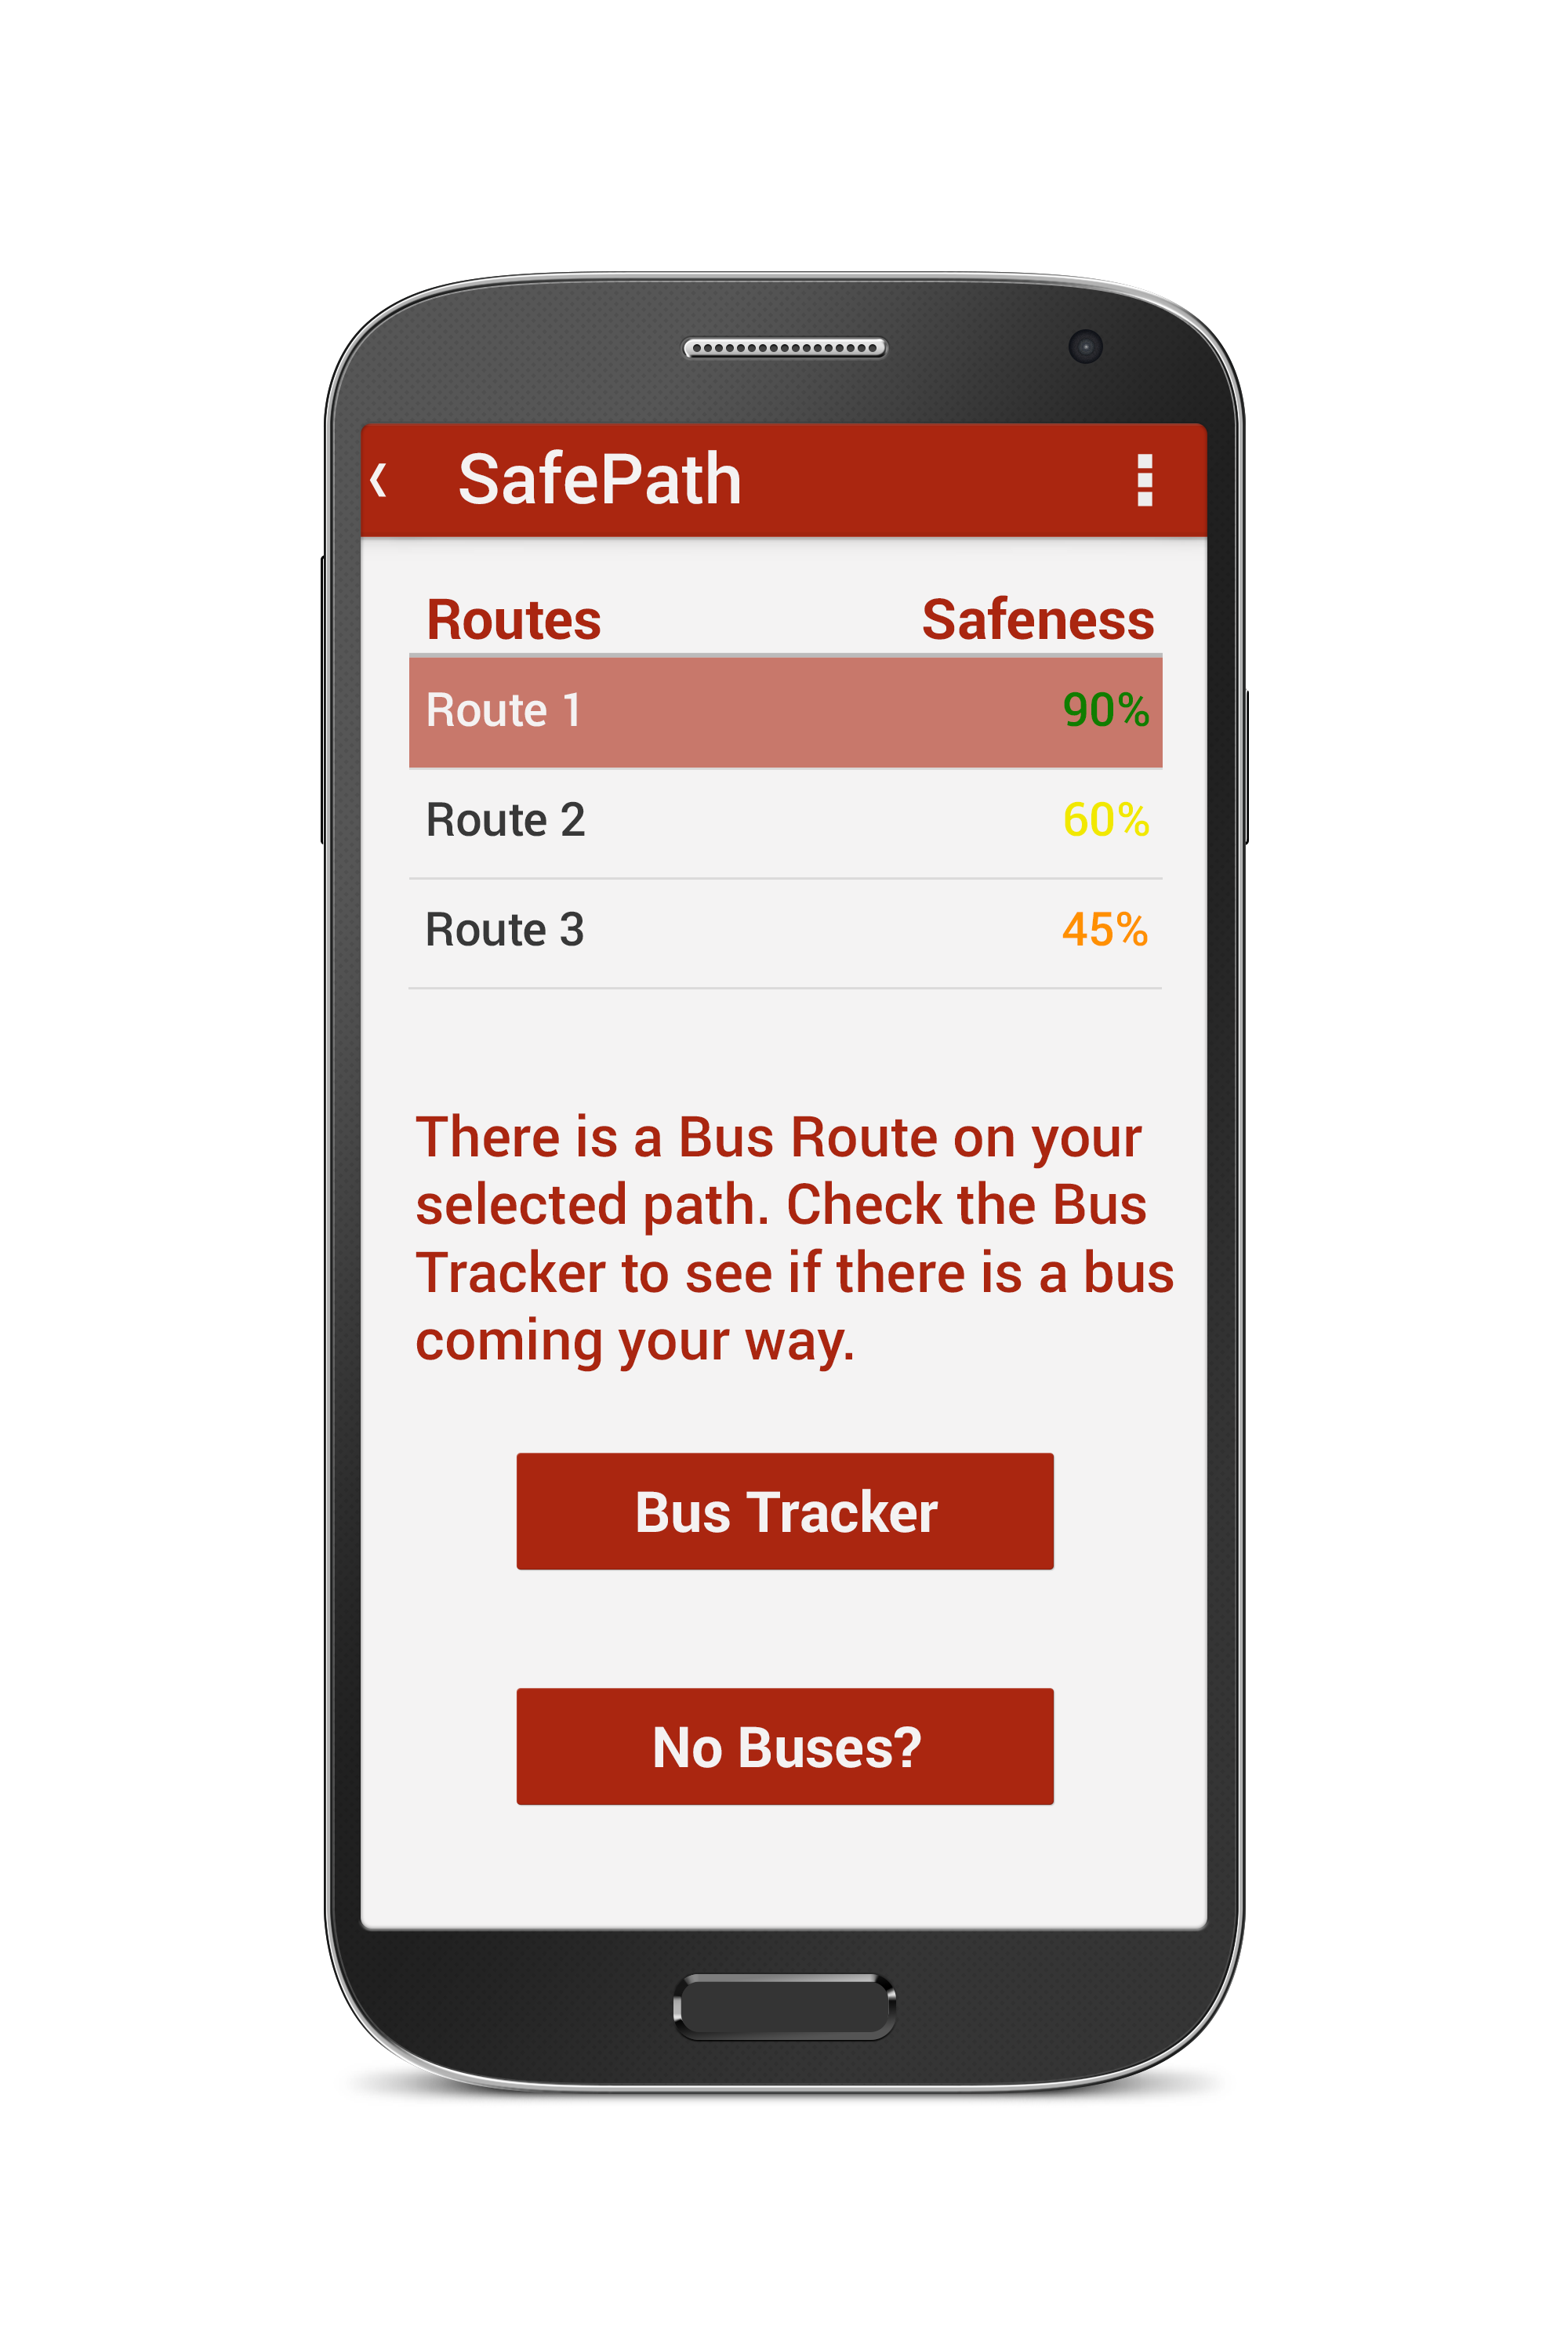 SafePath
Routes Safeness
Route 1 90%
Route 2 60%
Route 3 45%
There is a Bus Route on your
selected path. Check the Bus
Tracker to see if there is a bus
coming your way.
Bus Tracker
No Buses?